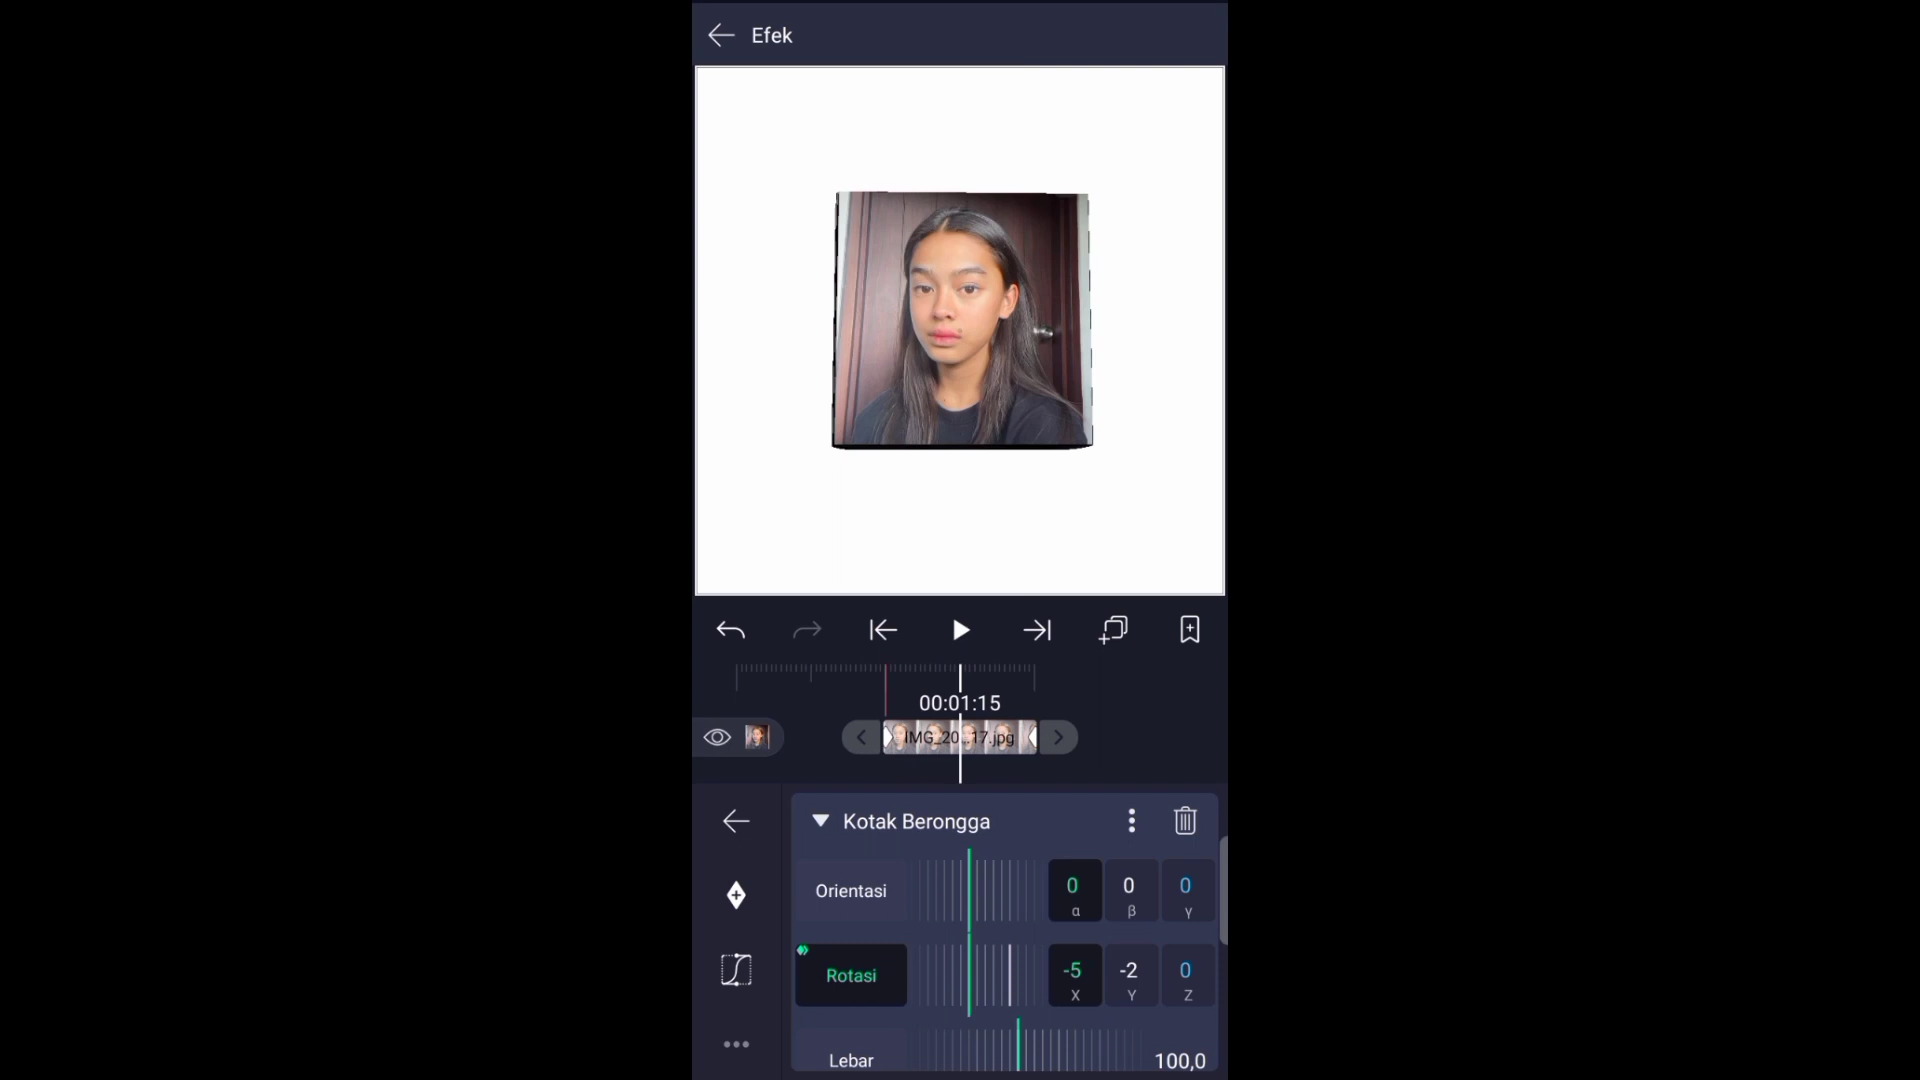 Efek
00:01:15
IMG_20...17.jpg
Kotak Berongga
Orientasi
0 0 0
α β γ
Rotasi
-5 -2 0
X Y Z
Lebar
100,0